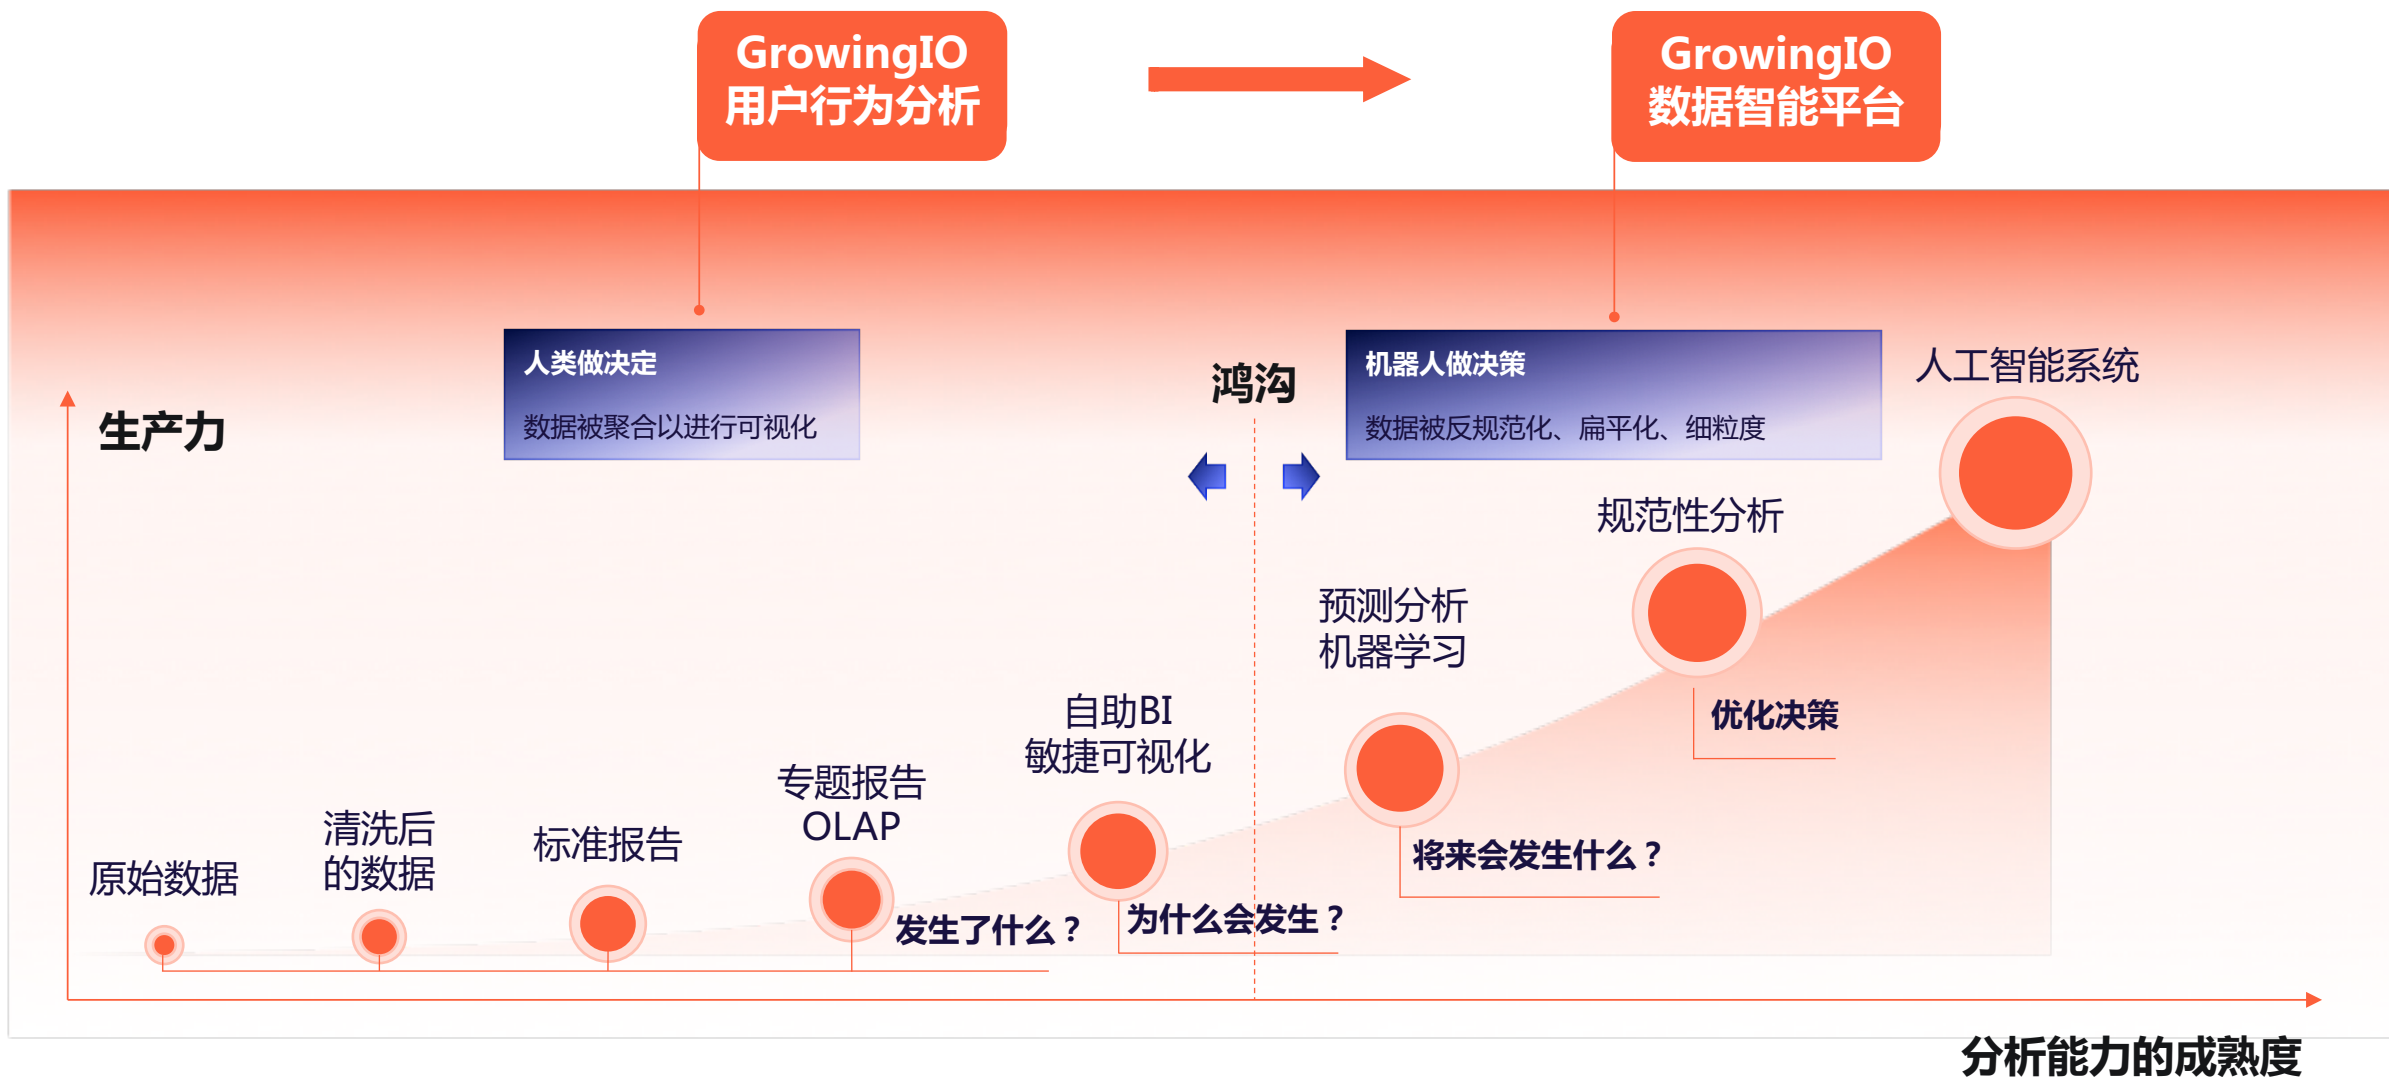 GrowingIO
用户行为分析
GrowingIO
数据智能平台
人类做决定
数据被聚合以进行可视化
鸿沟
机器人做决策
数据被反规范化、扁平化、细粒度
人工智能系统
生产力
规范性分析
预测分析
机器学习
优化决策
自助BI
敏捷可视化
专题报告
OLAP
清洗后
的数据
标准报告
原始数据
将来会发生什么？
为什么会发生？
发生了什么？
分析能力的成熟度